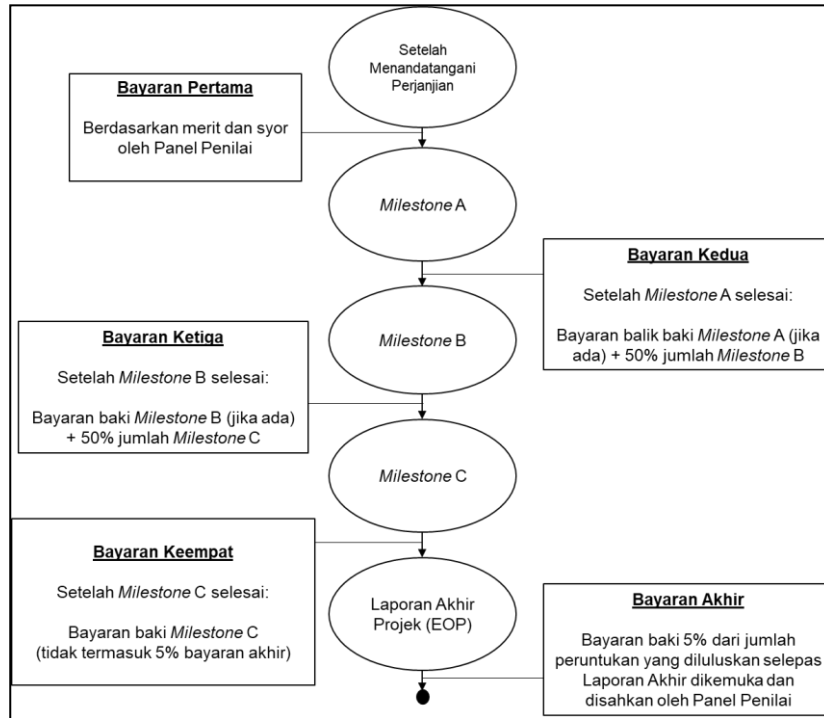 Setelah
Menandatangani
Perjanjian
Bayaran Pertama
Berdasarkan merit dan syor
oleh Panel Penilai
Milestone A
Bayaran Kedua
Setelah Milestone A selesai:
Bayaran balik baki Milestone A (jika
ada) + 50% jumlah Milestone B
Milestone B
Bayaran Ketiga
Setelah Milestone B selesai:
Bayaran baki Milestone B (jika ada)
+ 50% jumlah Milestone C
Milestone C
Bayaran Keempat
Setelah Milestone C selesai:
Bayaran baki Milestone C
(tidak termasuk 5% bayaran akhir)
Laporan Akhir
Projek (EOP)
Bayaran Akhir
Bayaran baki 5% dari jumlah
peruntukan yang diluluskan selepas
Laporan Akhir dikemuka dan
disahkan oleh Panel Penilai